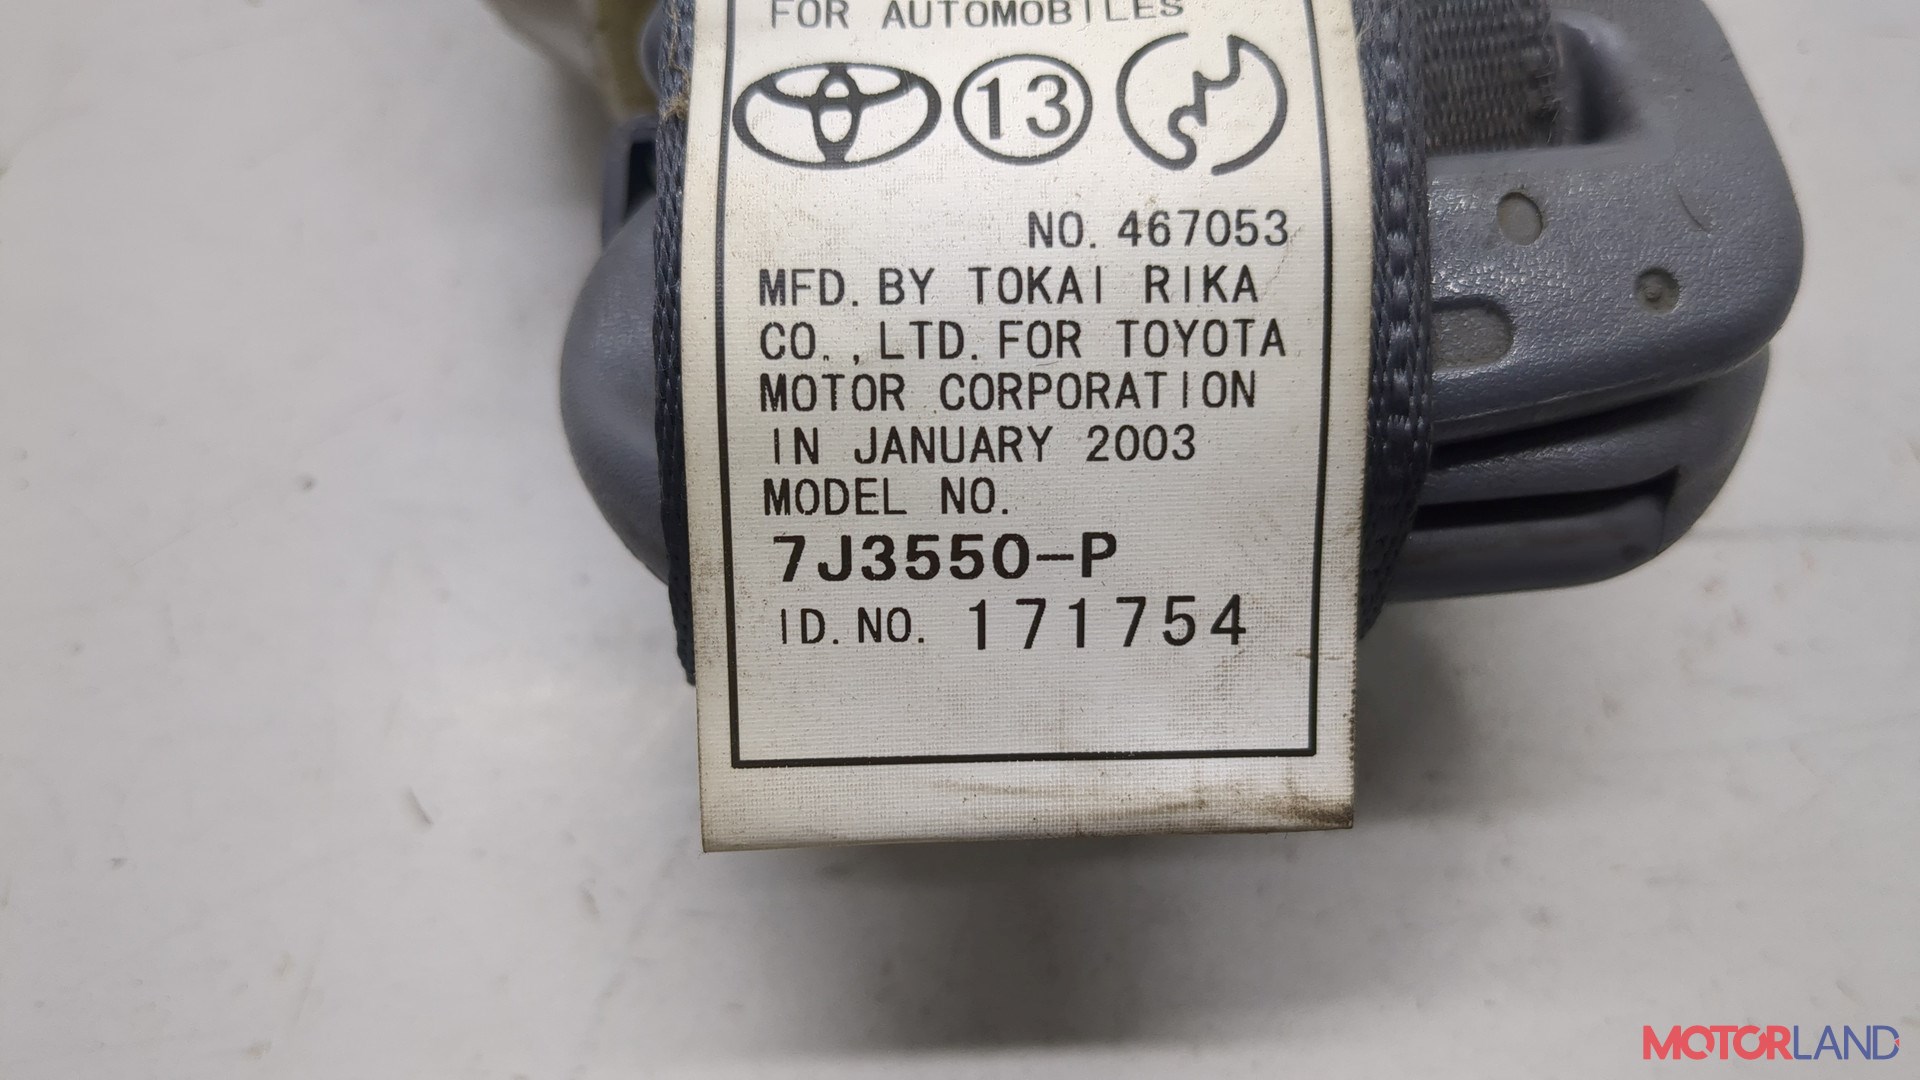 FOR AUTOMOBILES
13
NO. 467053
MFD. BY TOKAI RIKA
CO., LTD. FOR TOYOTA
MOTOR CORPORATION
IN JANUARY 2003
MODEL NO.
7J3550-P
ID. NO. 171754
MOTORLAND